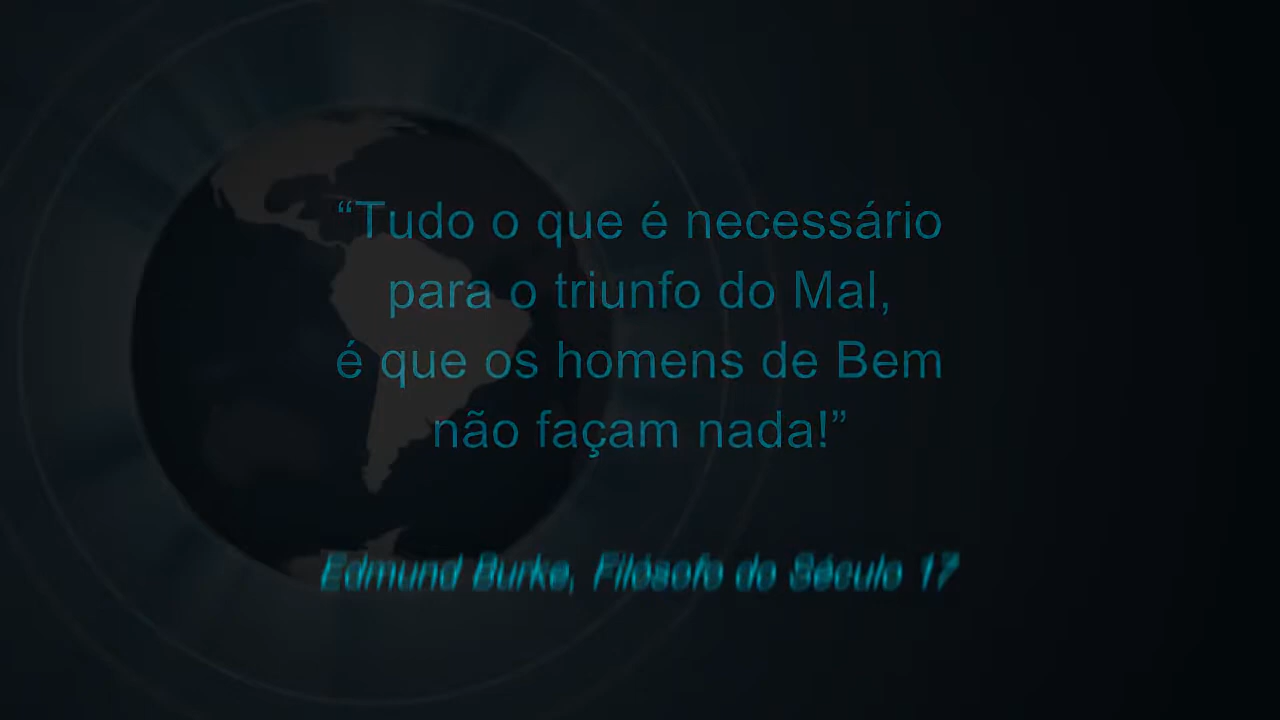 “Tudo o que é necessário
para o triunfo do Mal,
é que os homens de Bem
não façam nada!”
Edmund Burke, Filósofo do Século 17